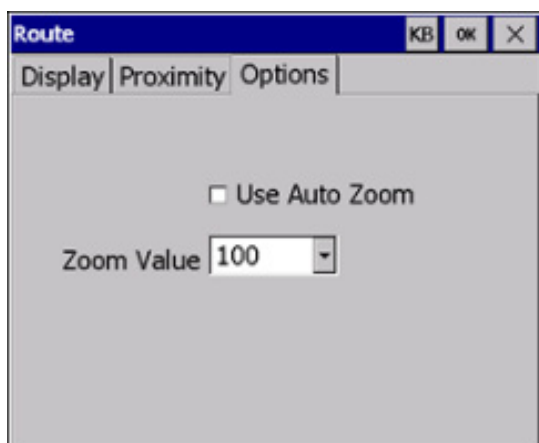 Route KB OK
Display Proximity Options
Use Auto Zoom
Zoom Value 100